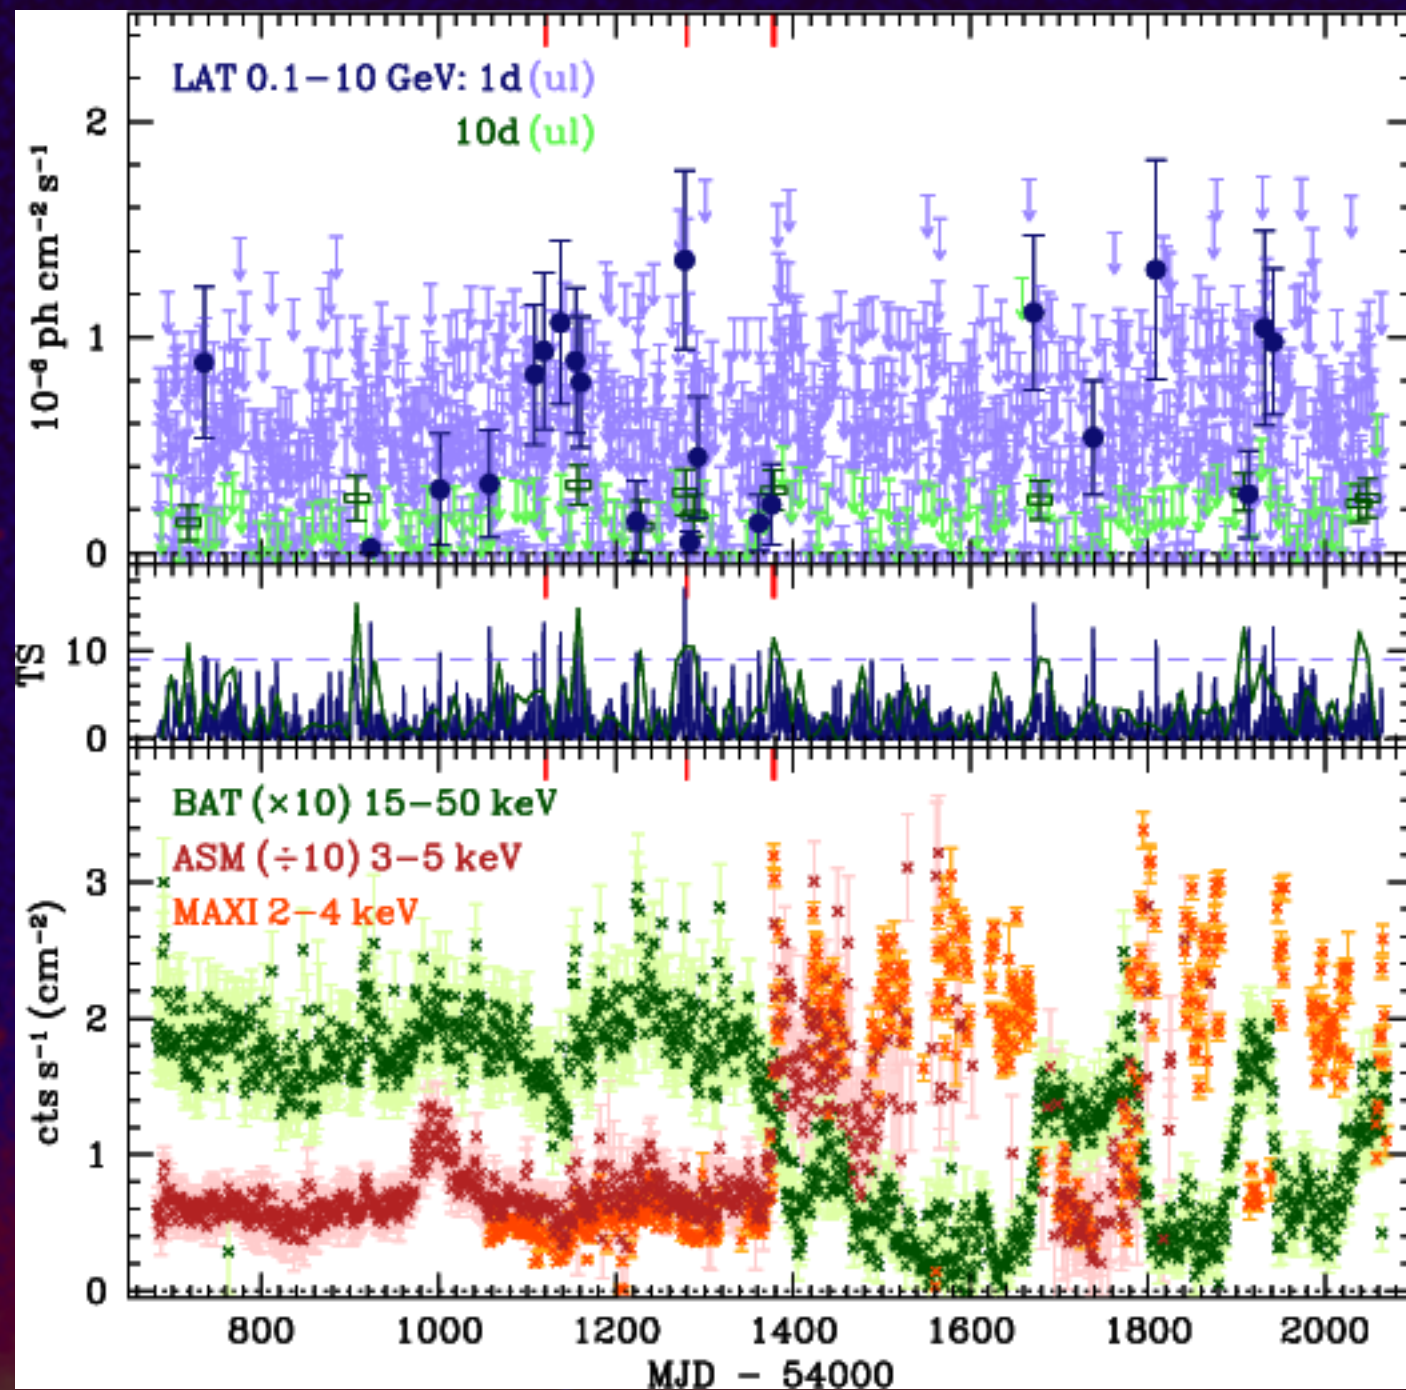 LAT 0.1−10 GeV: 1d (ul)
10d (ul)
2
1
0
10⁻⁶ ph cm⁻² s⁻¹
10
0
TS
BAT (×10) 15−50 keV
ASM (÷10) 3−5 keV
MAXI 2−4 keV
3
2
1
0
cts s⁻¹ (cm⁻²)
800 1000 1200 1400 1600 1800 2000
MJD − 54000